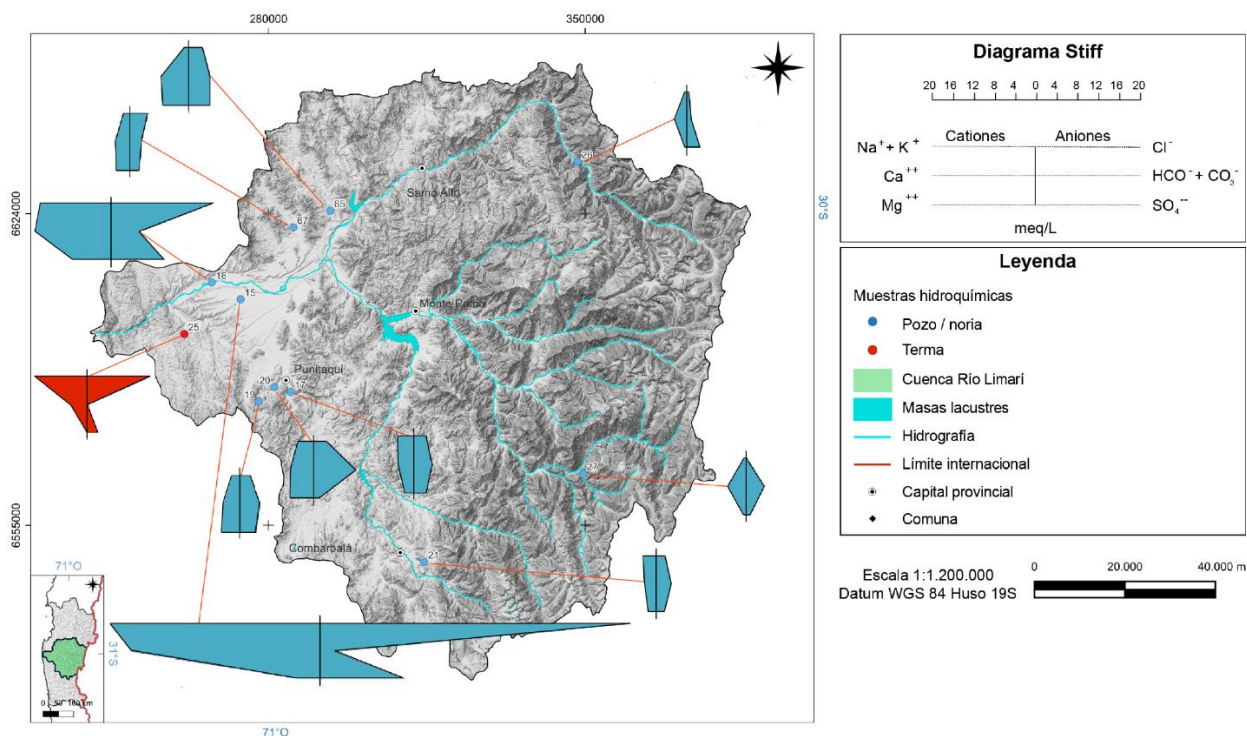 280000
350000
6624000
6555000
30°S
65
67
26
Samo Alto
16
15
25
Monte Patria
Punitaqui
20
17
19
27
Combarbalá
21
71°O
31°S
0 50 100 km
71°O
Diagrama Stiff
20 16 12 8 4 0 4 8 12 16 20
Cationes Aniones
Na⁺ + K⁺ Cl⁻
Ca⁺⁺ HCO⁻ + CO₃⁻
Mg⁺⁺ SO₄⁻⁻
meq/L
Leyenda
Muestras hidroquímicas
Pozo / noria
Terma
Cuenca Río Limarí
Masas lacustres
Hidrografía
Límite internacional
Capital provincial
Comuna
Escala 1:1.200.000
Datum WGS 84 Huso 19S
0 20.000 40.000 m